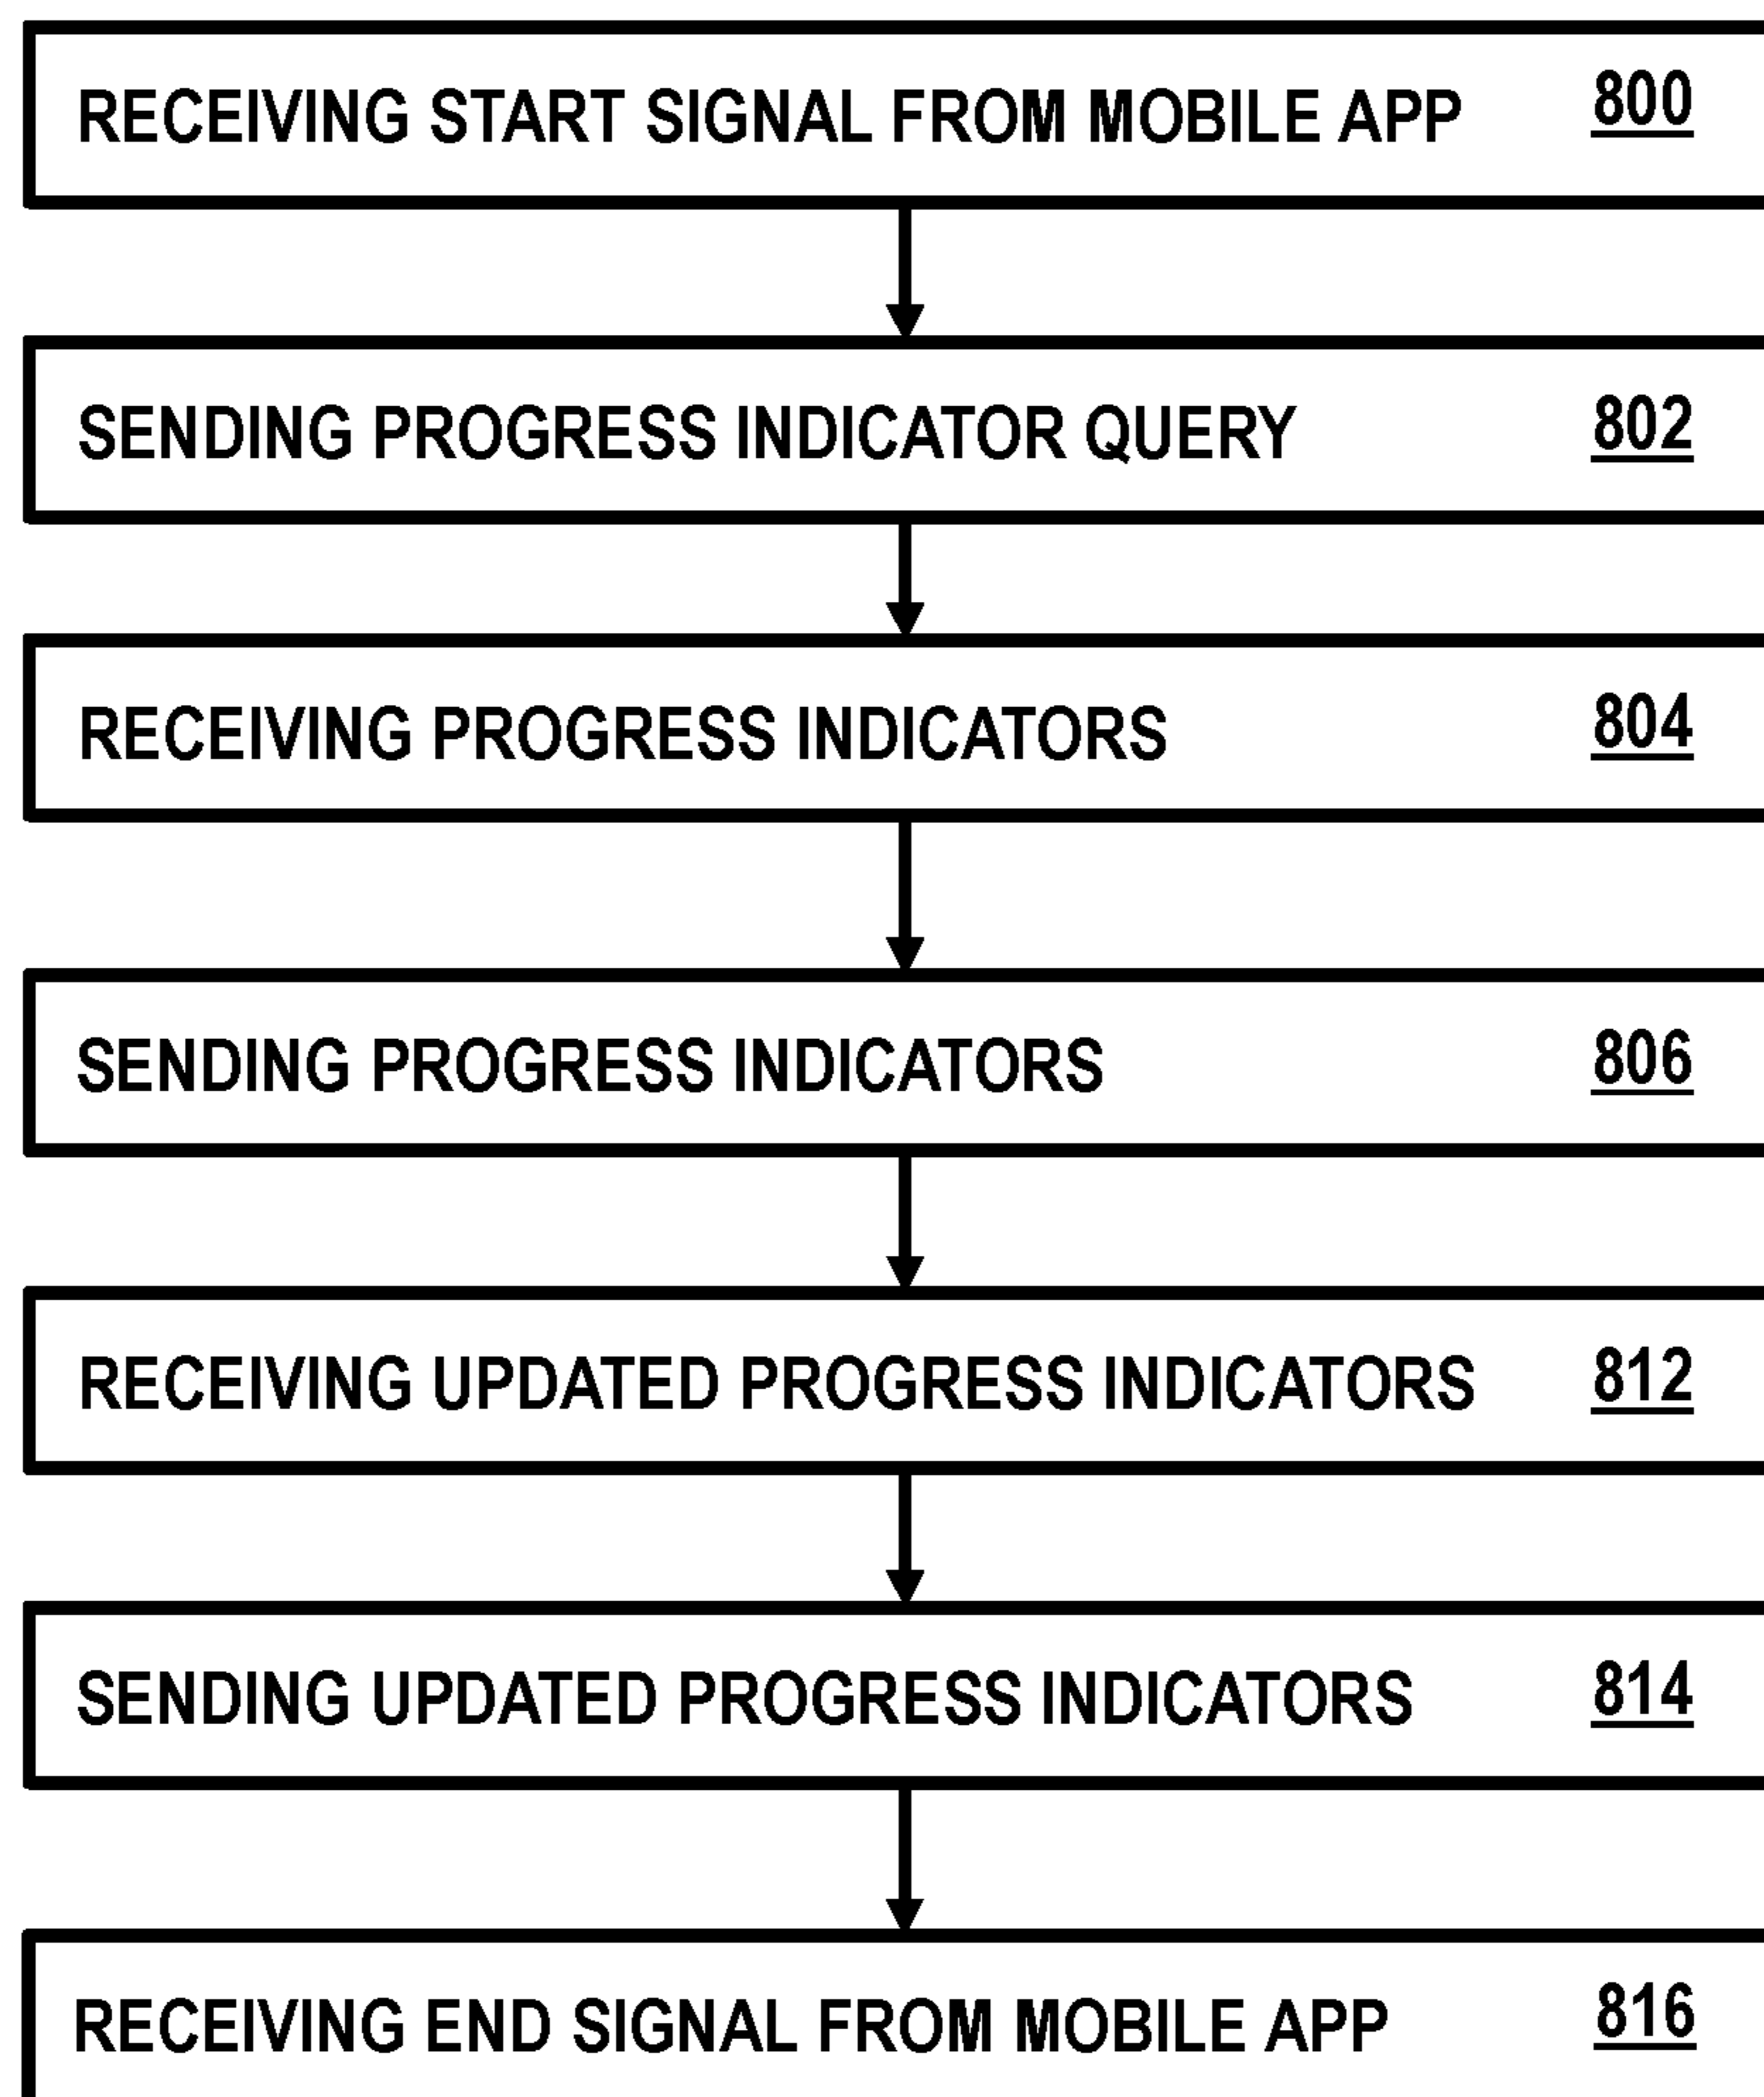 RECEIVING START SIGNAL FROM MOBILE APP 800
SENDING PROGRESS INDICATOR QUERY 802
RECEIVING PROGRESS INDICATORS 804
SENDING PROGRESS INDICATORS 806
RECEIVING UPDATED PROGRESS INDICATORS 812
SENDING UPDATED PROGRESS INDICATORS 814
RECEIVING END SIGNAL FROM MOBILE APP 816